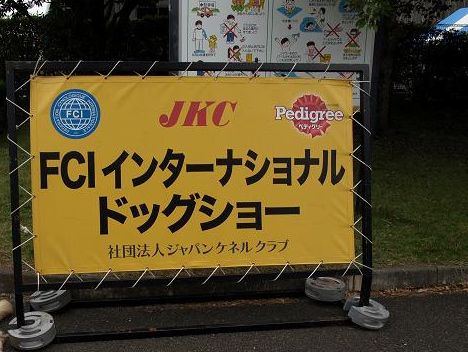 FCI
JKC
Pedigree
ペディグリー
FCIインターナショナル
ドッグショー
社団法人ジャパンケネルクラブ